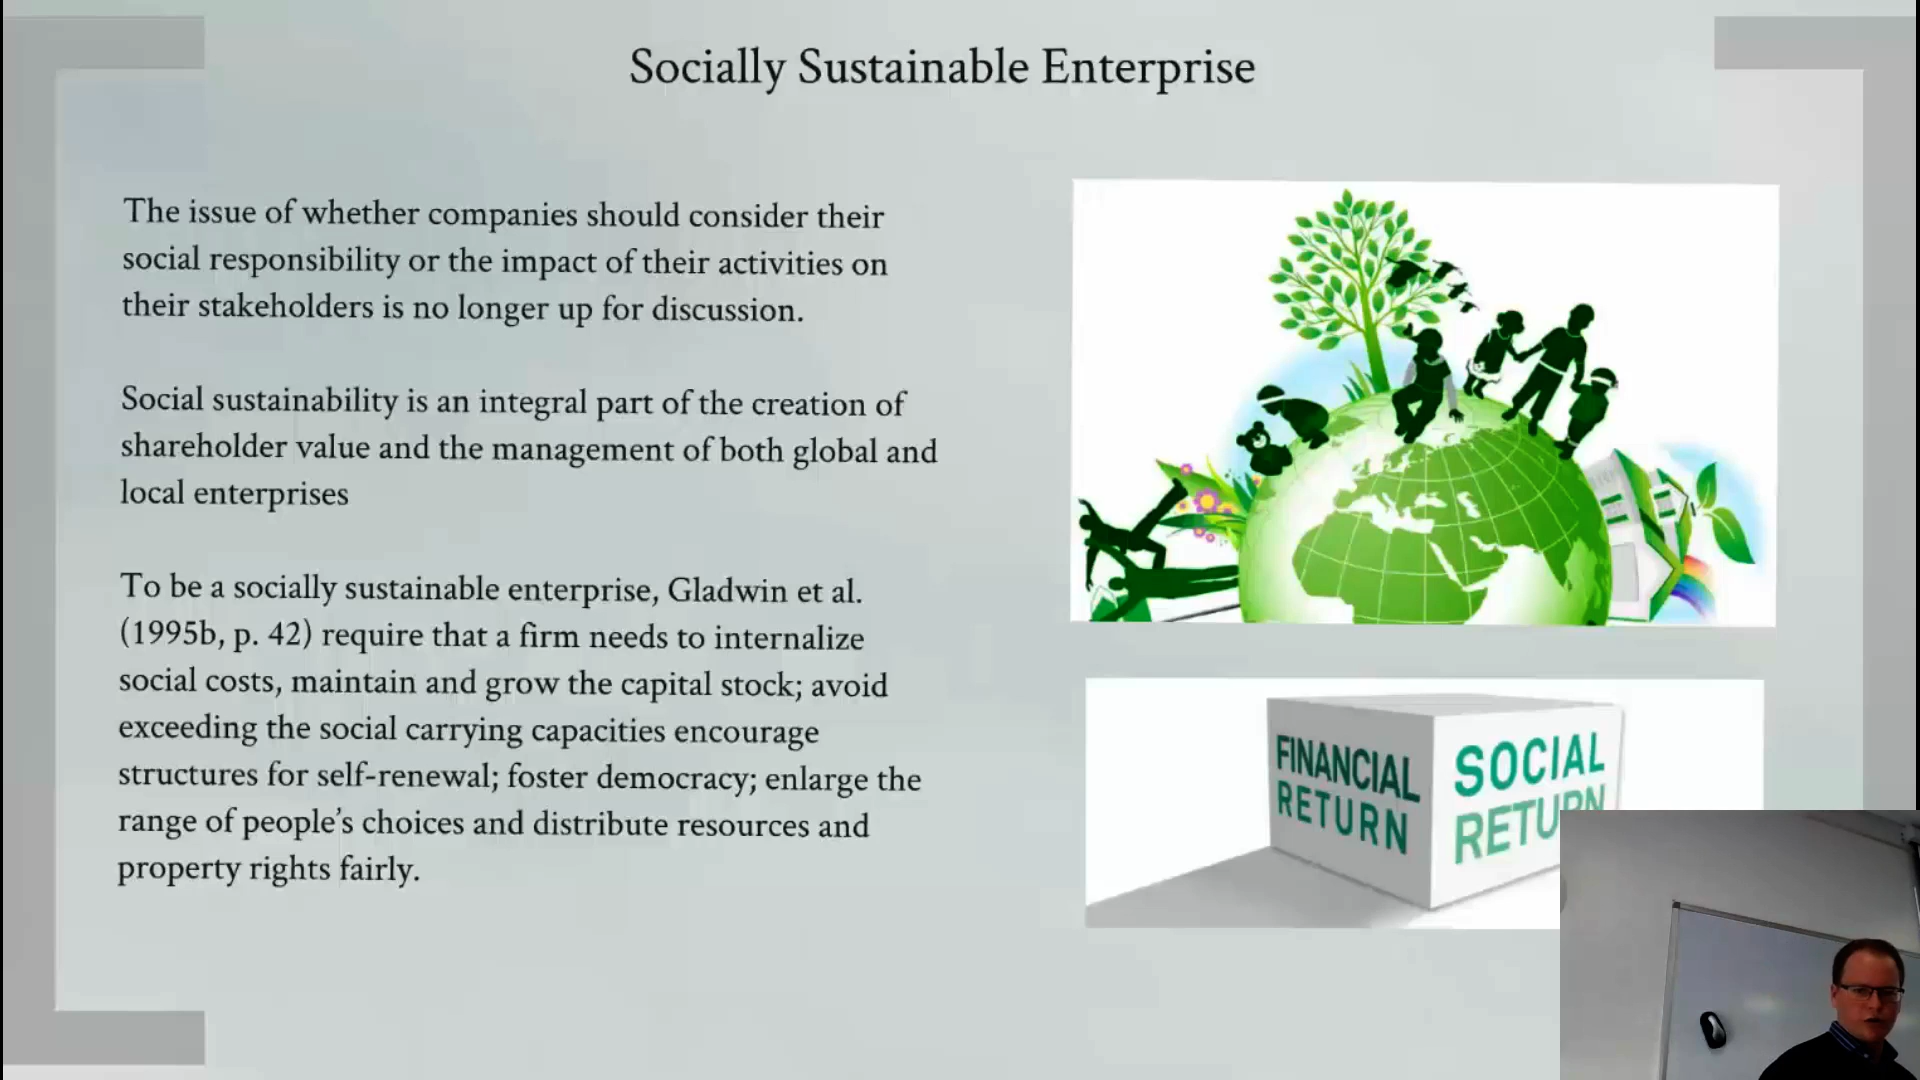 Socially Sustainable Enterprise
The issue of whether companies should consider their
social responsibility or the impact of their activities on
their stakeholders is no longer up for discussion.
Social sustainability is an integral part of the creation of
shareholder value and the management of both global and
local enterprises
To be a socially sustainable enterprise, Gladwin et al.
(1995b, p. 42) require that a firm needs to internalize
social costs, maintain and grow the capital stock; avoid
exceeding the social carrying capacities encourage
structures for self-renewal; foster democracy; enlarge the
range of people’s choices and distribute resources and
property rights fairly.
FINANCIAL
RETURN
SOCIAL
RETURN